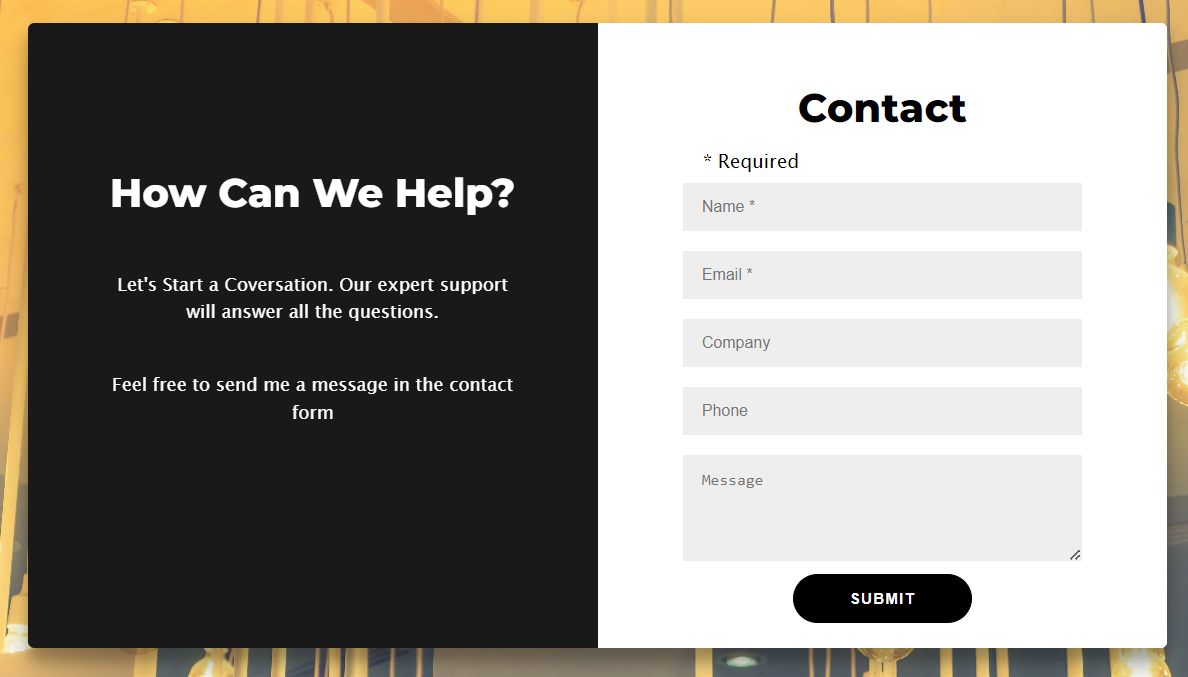 How Can We Help?
Let's Start a Coversation. Our expert support
will answer all the questions.
Feel free to send me a message in the contact
form
Contact
* Required
Name *
Email *
Company
Phone
Message
SUBMIT